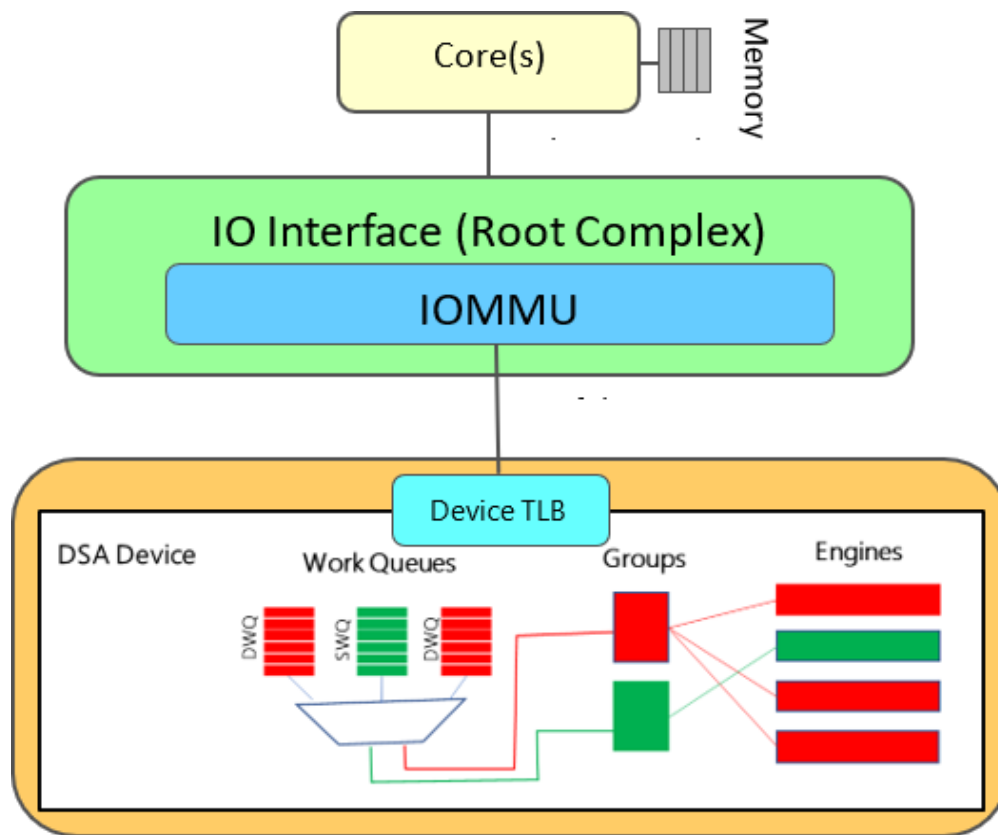 Core(s)
Memory
IO Interface (Root Complex)
IOMMU
Device TLB
DSA Device
Work Queues
Groups
Engines
DWQ
SWQ
DWQ